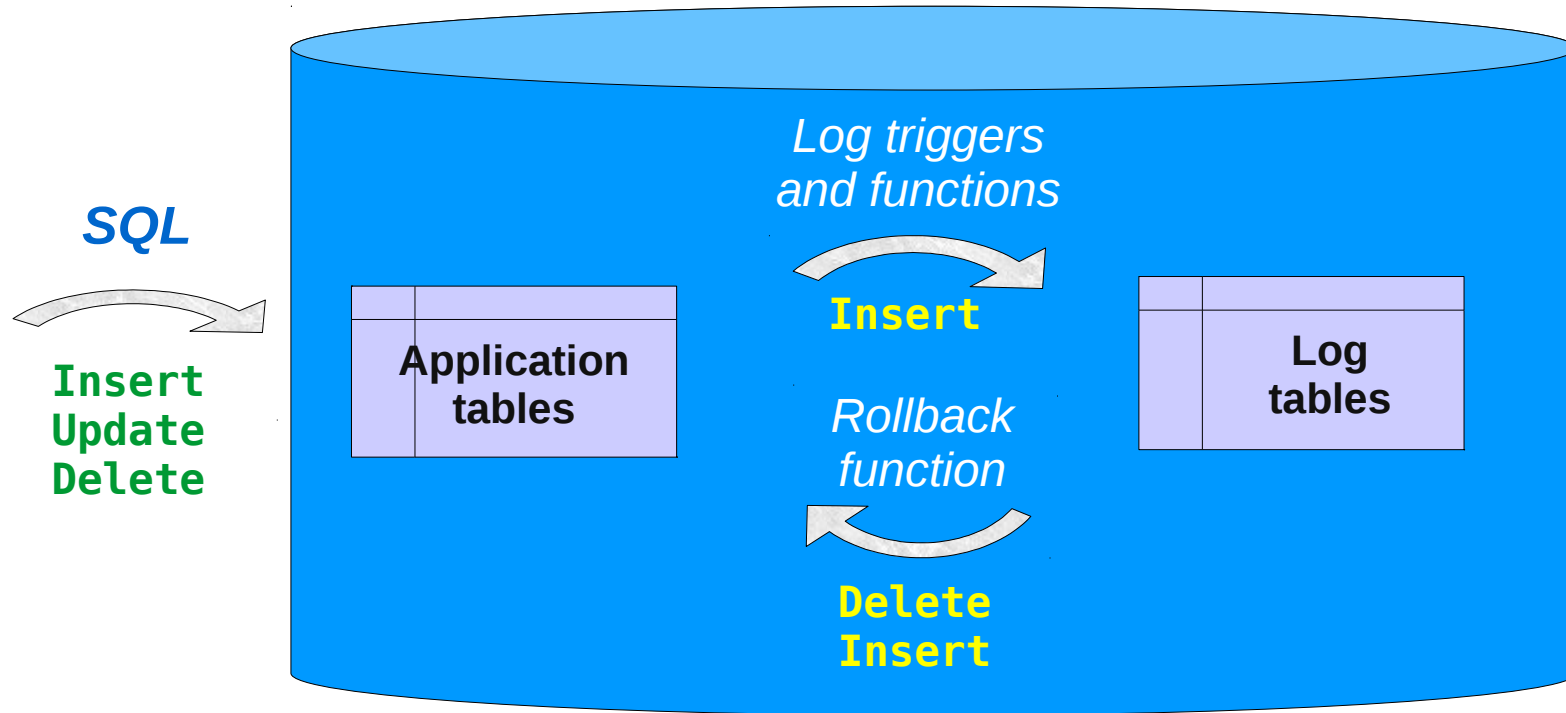 SQL
Insert
Update
Delete
Application
tables
Log triggers
and functions
Insert
Rollback
function
Delete
Insert
Log
tables